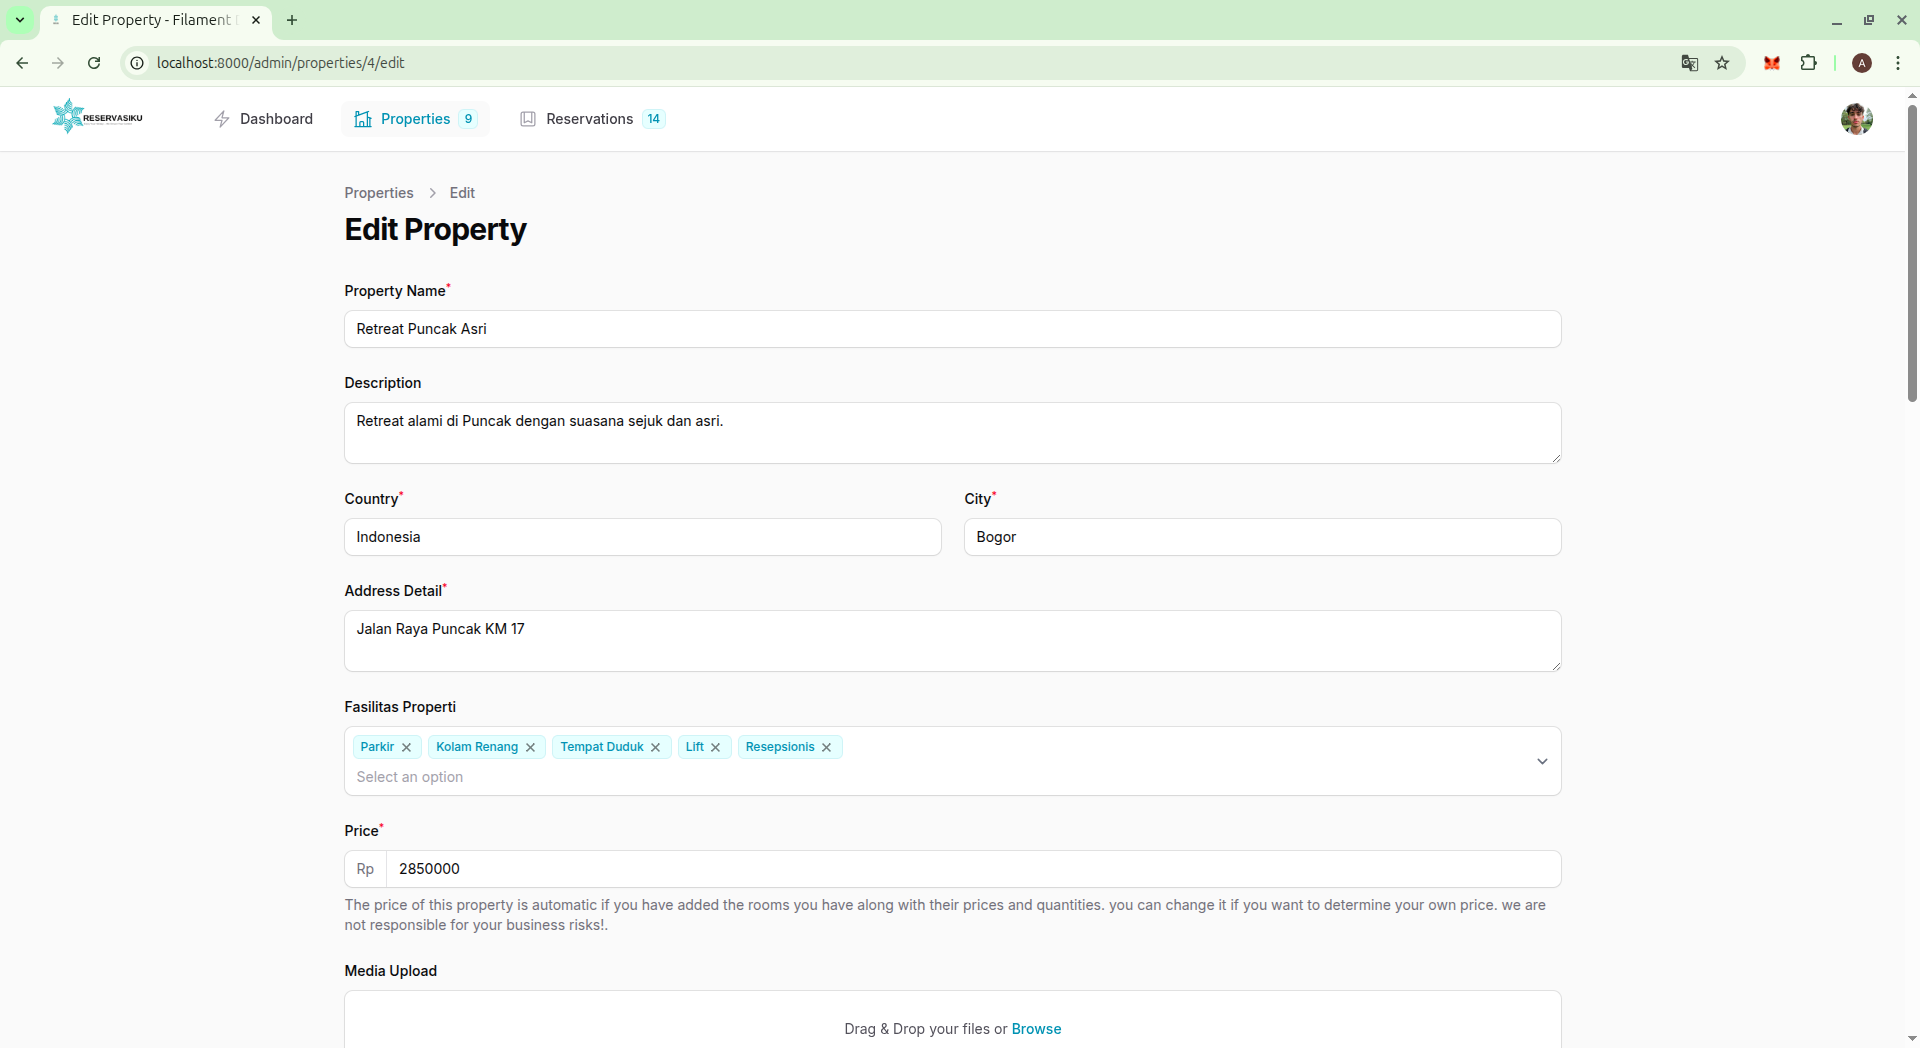 Edit Property - Filament
localhost:8000/admin/properties/4/edit
A
RESERVASIKU
Dashboard
Properties 9
Reservations 14
Properties > Edit
Edit Property
Property Name*
Retreat Puncak Asri
Description
Retreat alami di Puncak dengan suasana sejuk dan asri.
Country*
Indonesia
City*
Bogor
Address Detail*
Jalan Raya Puncak KM 17
Fasilitas Properti
Parkir Kolam Renang Tempat Duduk Lift Resepsionis
Select an option
Price*
Rp 2850000
The price of this property is automatic if you have added the rooms you have along with their prices and quantities. you can change it if you want to determine your own price. we are
not responsible for your business risks!.
Media Upload
Drag & Drop your files or Browse